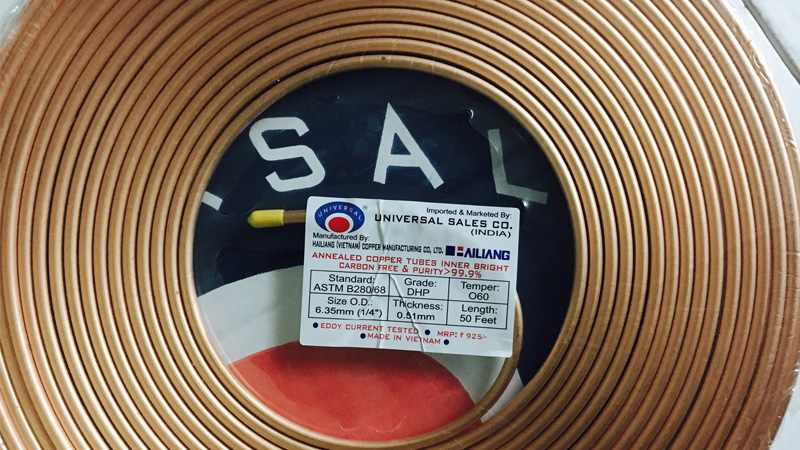 SAL
UNIVERSAL
®
Imported & Marketed By:
UNIVERSAL SALES CO.
(INDIA)
Manufactured By:
HAILIANG (VIETNAM) COPPER MANUFACTURING CO, LTD.
HAILIANG
ANNEALED COPPER TUBES INNER BRIGHT
CARBON FREE & PURITY>99.9%
Standard: ASTM B280/68
Grade: DHP
Temper: O60
Size O.D.: 6.35mm (1/4")
Thickness: 0.51mm
Length: 50 Feet
● EDDY CURRENT TESTED ● MRP: ₹ 925/-
● MADE IN VIETNAM ●